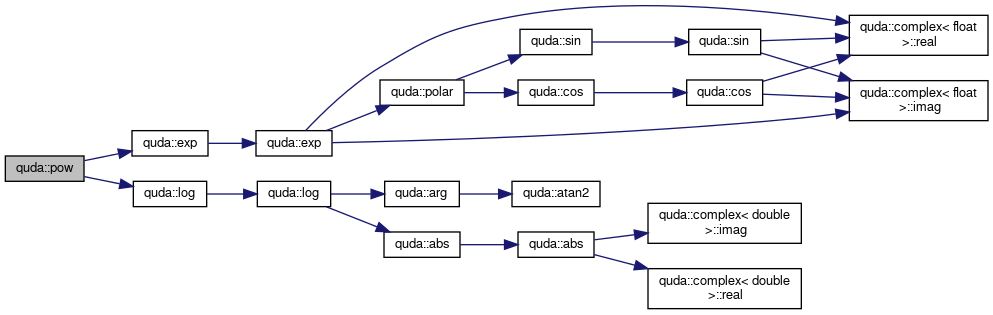 quda::pow
quda::exp
quda::log
quda::exp
quda::log
quda::polar
quda::arg
quda::abs
quda::sin
quda::cos
quda::atan2
quda::abs
quda::sin
quda::cos
quda::complex< double
>::imag
quda::complex< double
>::real
quda::complex< float
>::real
quda::complex< float
>::imag